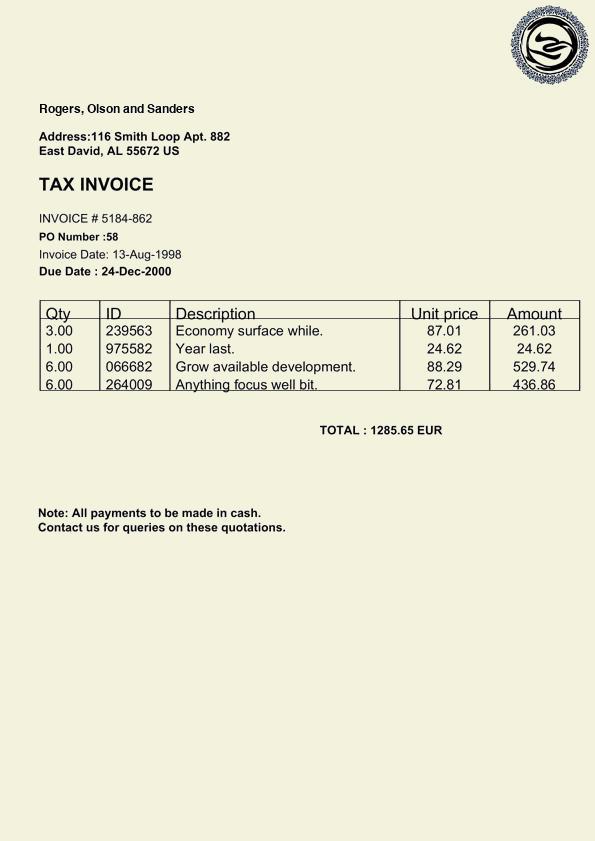 Rogers, Olson and Sanders
Address:116 Smith Loop Apt. 882
East David, AL 55672 US
TAX INVOICE
INVOICE # 5184-862
PO Number :58
Invoice Date: 13-Aug-1998
Due Date : 24-Dec-2000
Qty ID Description Unit price Amount
3.00 239563 Economy surface while. 87.01 261.03
1.00 975582 Year last. 24.62 24.62
6.00 066682 Grow available development. 88.29 529.74
6.00 264009 Anything focus well bit. 72.81 436.86
TOTAL : 1285.65 EUR
Note: All payments to be made in cash.
Contact us for queries on these quotations.